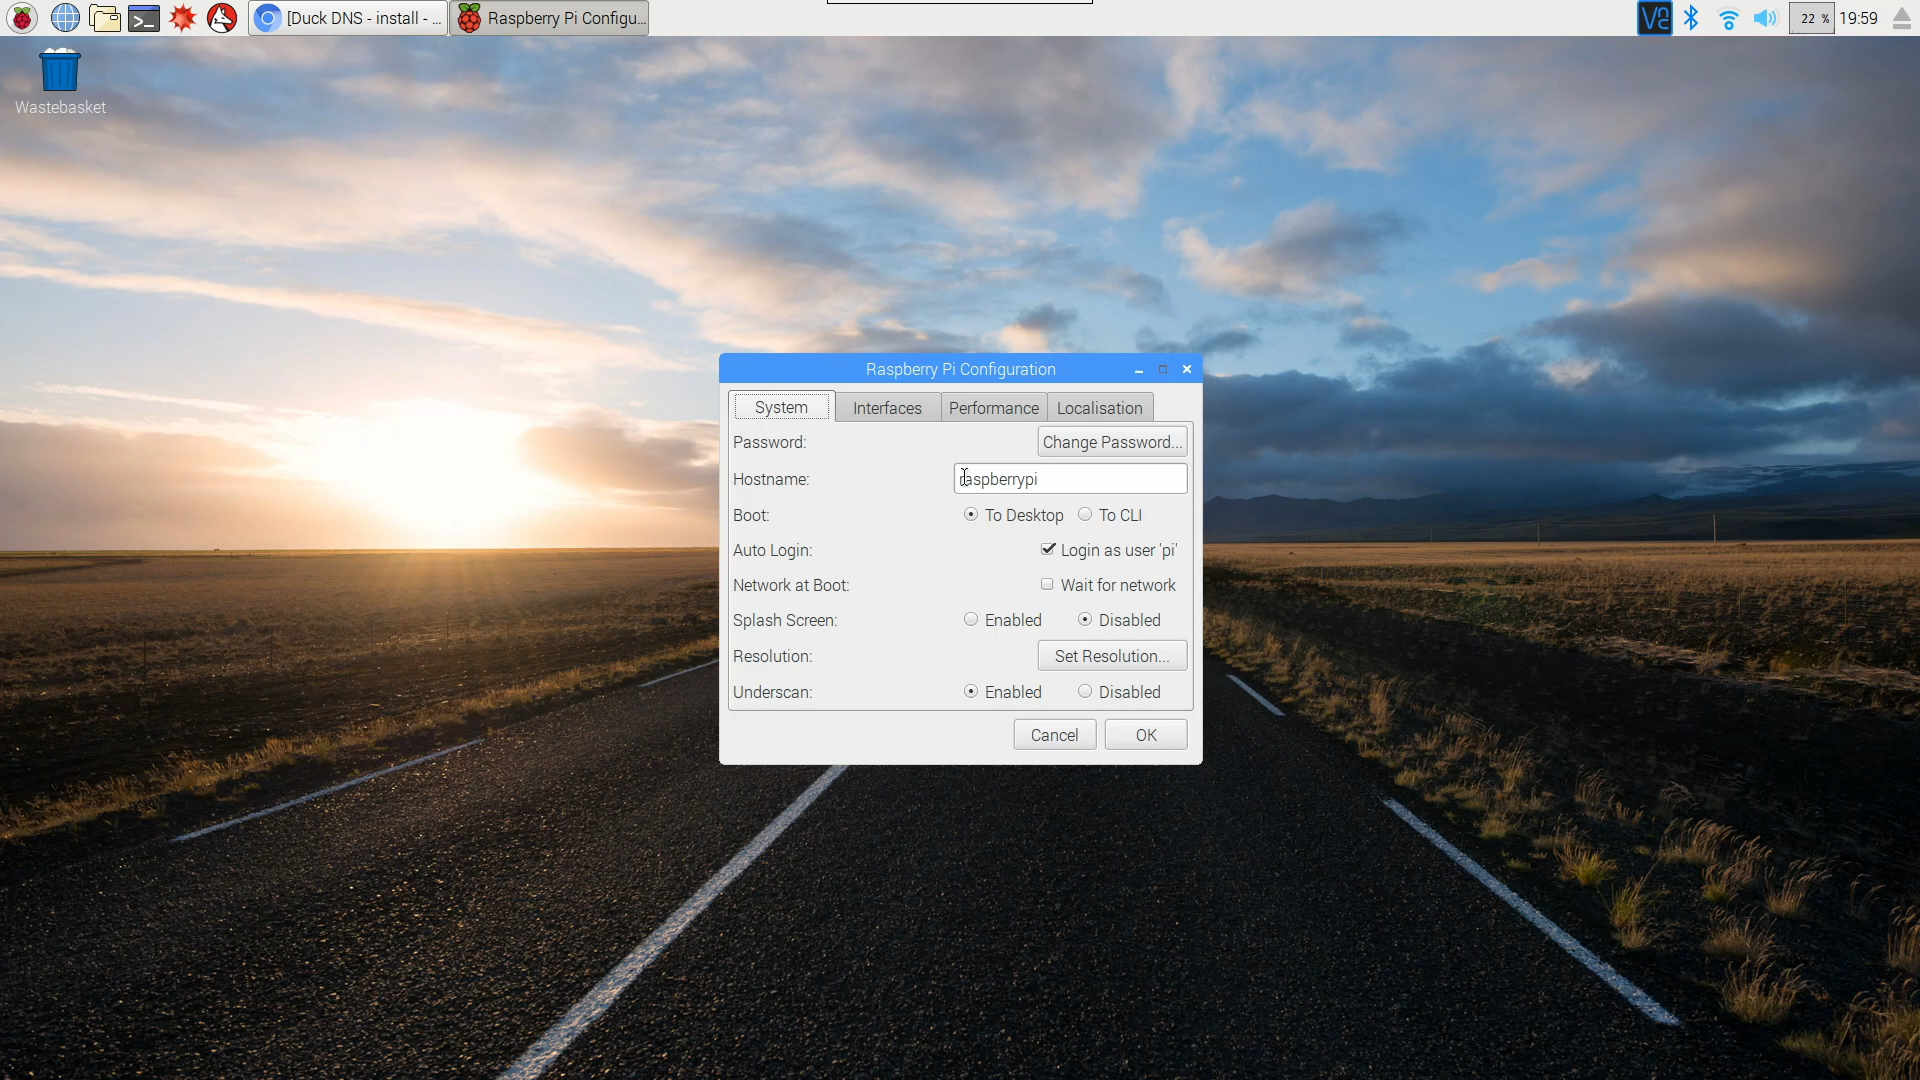 [Duck DNS - install - ... Raspberry Pi Configu... 22 % 19:59
Wastebasket
Raspberry Pi Configuration
System Interfaces Performance Localisation
Password: Change Password...
Hostname: raspberrypi
Boot: To Desktop To CLI
Auto Login: Login as user 'pi'
Network at Boot: Wait for network
Splash Screen: Enabled Disabled
Resolution: Set Resolution...
Underscan: Enabled Disabled
Cancel OK